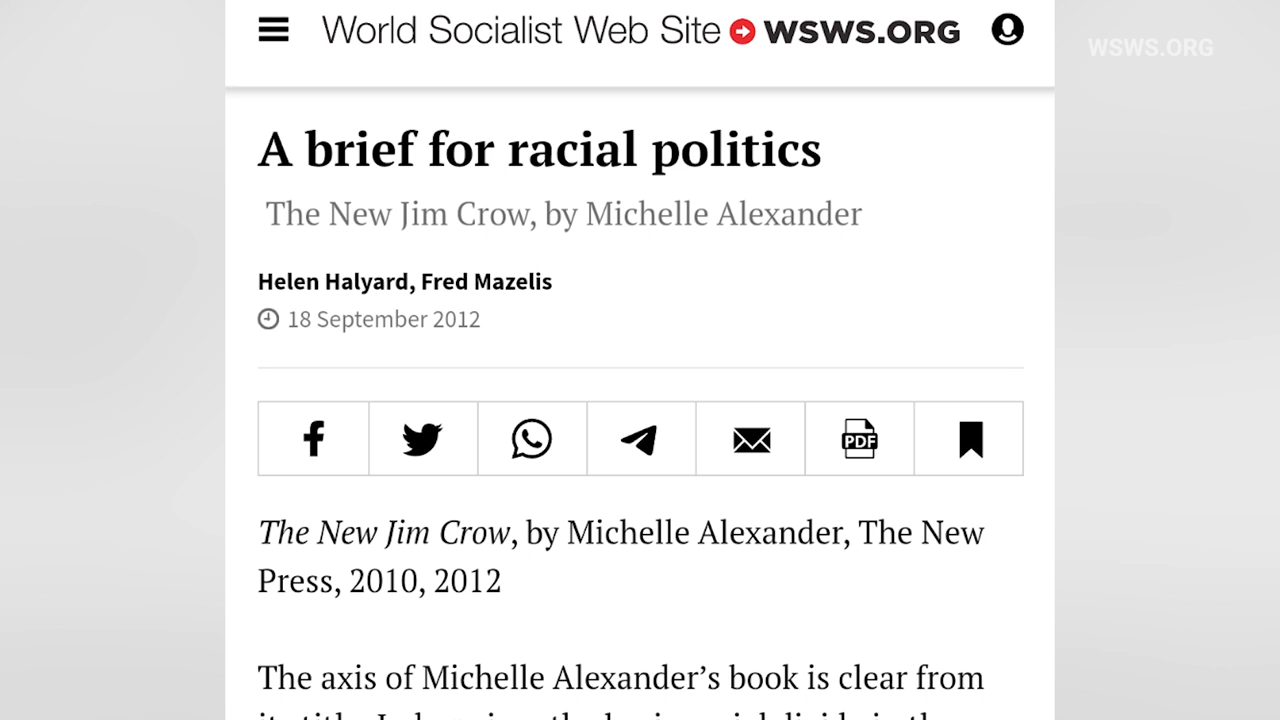 World Socialist Web Site WSWS.ORG
WSWS.ORG
A brief for racial politics
The New Jim Crow, by Michelle Alexander
Helen Halyard, Fred Mazelis
18 September 2012
PDF
The New Jim Crow, by Michelle Alexander, The New
Press, 2010, 2012
The axis of Michelle Alexander’s book is clear from